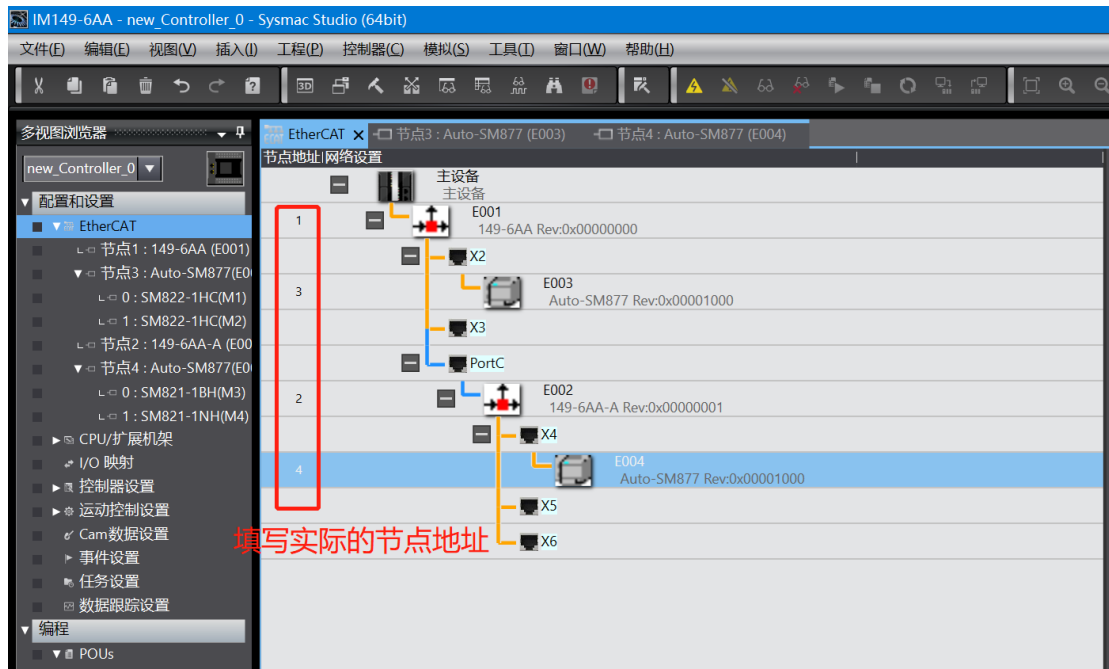 IM149-6AA - new_Controller_0 - Sysmac Studio (64bit)
文件(F) 编辑(E) 视图(V) 插入(I) 工程(P) 控制器(C) 模拟(S) 工具(T) 窗口(W) 帮助(H)
3D
多视图浏览器
EtherCAT
节点3 : Auto-SM877 (E003)
节点4 : Auto-SM877 (E004)
节点地址|网络设置
new_Controller_0
主设备
主设备
配置和设置
EtherCAT
节点1 : 149-6AA (E001)
节点3 : Auto-SM877(E0
0 : SM822-1HC(M1)
1 : SM822-1HC(M2)
节点2 : 149-6AA-A (E00
节点4 : Auto-SM877(E0
0 : SM821-1BH(M3)
1 : SM821-1NH(M4)
CPU/扩展机架
I/O 映射
控制器设置
运动控制设置
Cam数据设置
事件设置
任务设置
数据跟踪设置
编程
POUs
1
E001
149-6AA Rev:0x00000000
X2
3
E003
Auto-SM877 Rev:0x00001000
X3
PortC
2
E002
149-6AA-A Rev:0x00000001
X4
4
E004
Auto-SM877 Rev:0x00001000
X5
填写实际的节点地址
X6